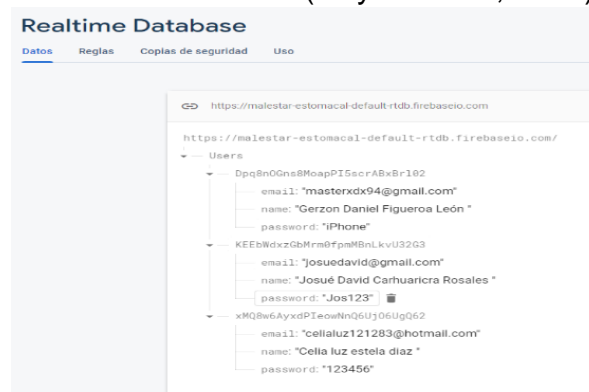 Realtime Database
Datos Reglas Copias de seguridad Uso
https://malestar-estomacal-default-rtdb.firebaseio.com
https://malestar-estomacal-default-rtdb.firebaseio.com/
Users
Dpq8nOGns8MoapPI5scrABxBrl02
email: "masterxdx94@gmail.com"
name: "Gerzon Daniel Figueroa León "
password: "iPhone"
KEEbWdxzGbMrm0fpmMBnLkvU32G3
email: "josuedavid@gmail.com"
name: "Josué David Carhuaricra Rosales "
password: "Jos123"
xMQ8w6AyxdPIeowNnQ6UjO6UgQ62
email: "celialuz121283@hotmail.com"
name: "Celia luz estela diaz "
password: "123456"